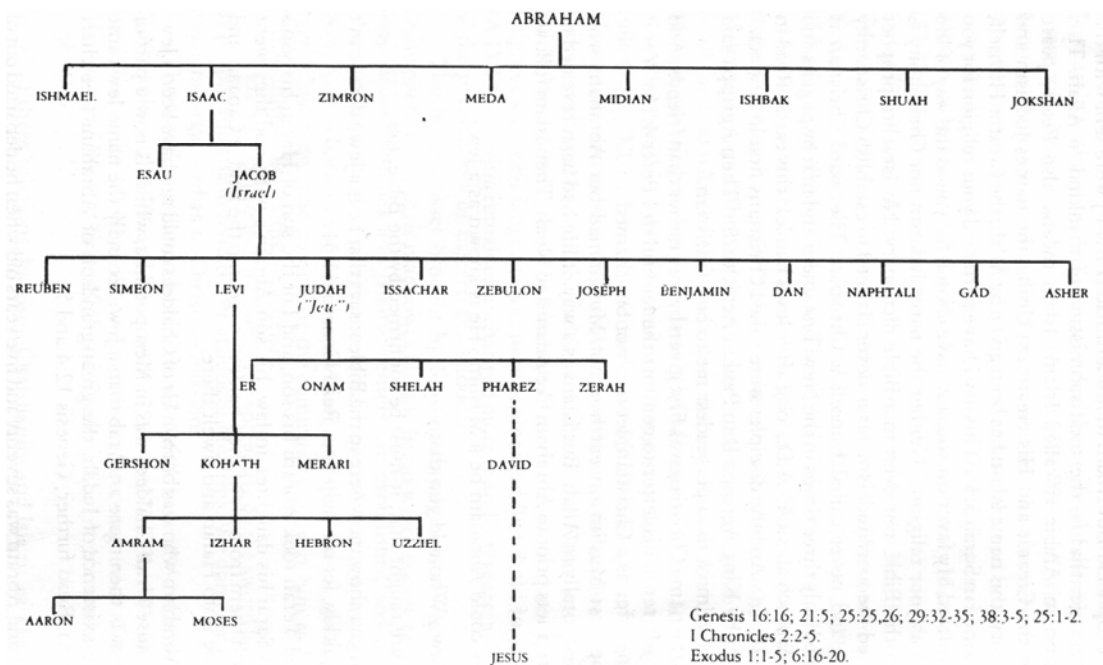 ABRAHAM
ISHMAEL ISAAC ZIMRON MEDA MIDIAN ISHBAK SHUAH JOKSHAN
ESAU JACOB
(Israel)
REUBEN SIMEON LEVI JUDAH ISSACHAR ZEBULON JOSEPH BENJAMIN DAN NAPHTALI GAD ASHER
("Jew")
ER ONAM SHELAH PHAREZ ZERAH
GERSHON KOHATH MERARI DAVID
AMRAM IZHAR HEBRON UZZIEL
AARON MOSES
Genesis 16:16; 21:5; 25:25,26; 29:32-35; 38:3-5; 25:1-2.
I Chronicles 2:2-5.
JESUS
Exodus 1:1-5; 6:16-20.